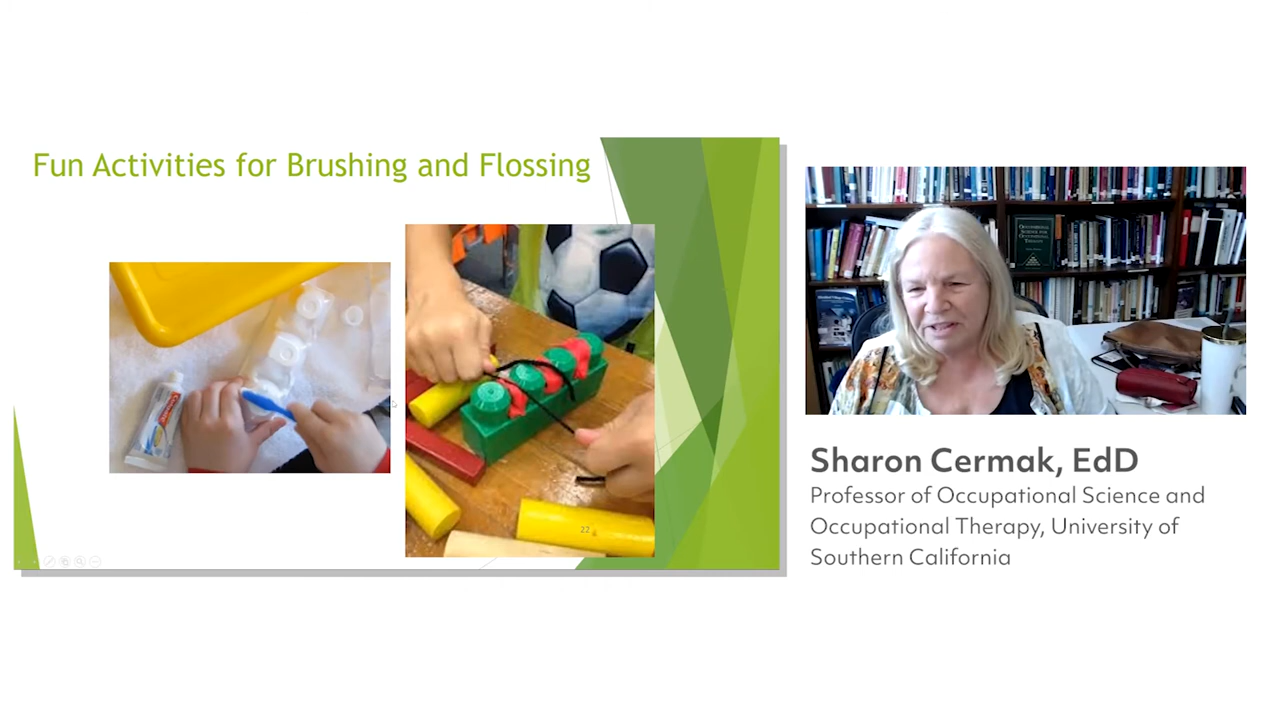 Fun Activities for Brushing and Flossing
22
Sharon Cermak, EdD
Professor of Occupational Science and
Occupational Therapy, University of
Southern California